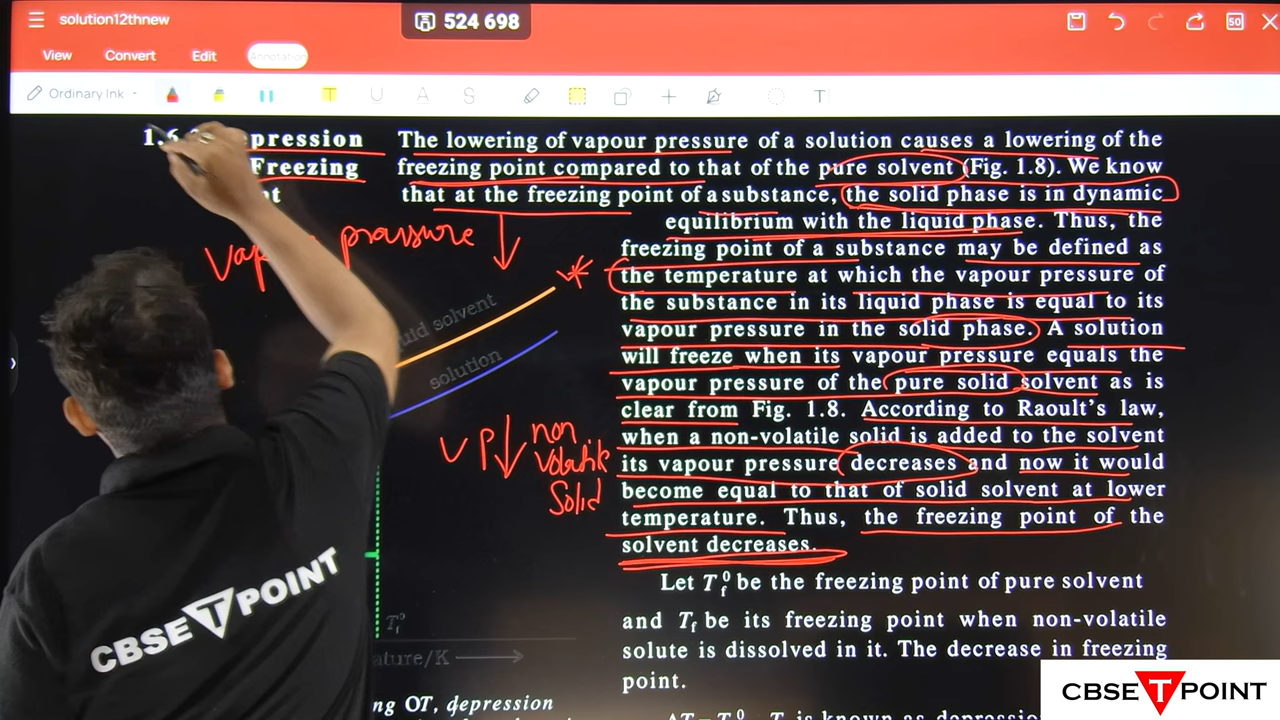 solution12thnew
524 698
50
View Convert Edit Annotation
Ordinary Ink
T U A S T
pression
Freezing
The lowering of vapour pressure of a solution causes a lowering of the
freezing point compared to that of the pure solvent (Fig. 1.8). We know
that at the freezing point of a substance, the solid phase is in dynamic
equilibrium with the liquid phase. Thus, the
freezing point of a substance may be defined as
the temperature at which the vapour pressure of
the substance in its liquid phase is equal to its
vapour pressure in the solid phase. A solution
will freeze when its vapour pressure equals the
vapour pressure of the pure solid solvent as is
clear from Fig. 1.8. According to Raoult's law,
when a non-volatile solid is added to the solvent
its vapour pressure decreases and now it would
become equal to that of solid solvent at lower
temperature. Thus, the freezing point of the
solvent decreases.
Let T_f^0 be the freezing point of pure solvent
and T_f be its freezing point when non-volatile
solute is dissolved in it. The decrease in freezing
point.
pressure
uid solvent
solution
VP↓ non
volatile
Solid
T_f^0
ature/K
ng OT, depression
CBSE TPOINT
CBSE TPOINT